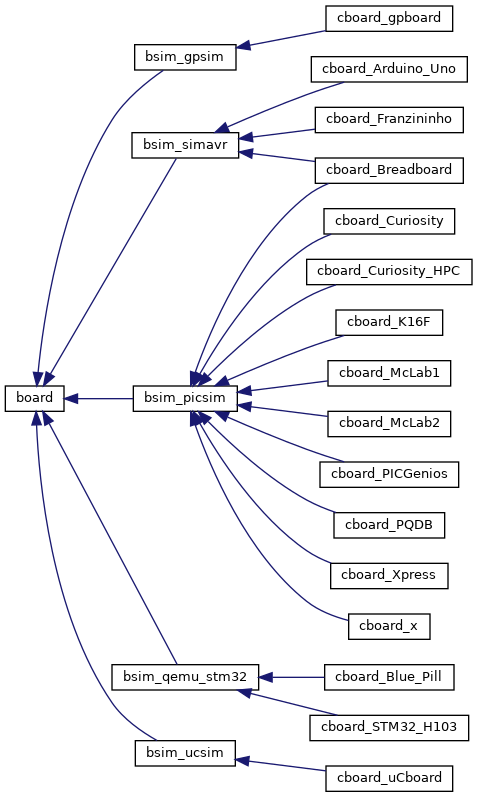 cboard_gpboard
bsim_gpsim
cboard_Arduino_Uno
cboard_Franzininho
bsim_simavr
cboard_Breadboard
cboard_Curiosity
cboard_Curiosity_HPC
cboard_K16F
cboard_McLab1
board
bsim_picsim
cboard_McLab2
cboard_PICGenios
cboard_PQDB
cboard_Xpress
cboard_x
bsim_qemu_stm32
cboard_Blue_Pill
cboard_STM32_H103
bsim_ucsim
cboard_uCboard